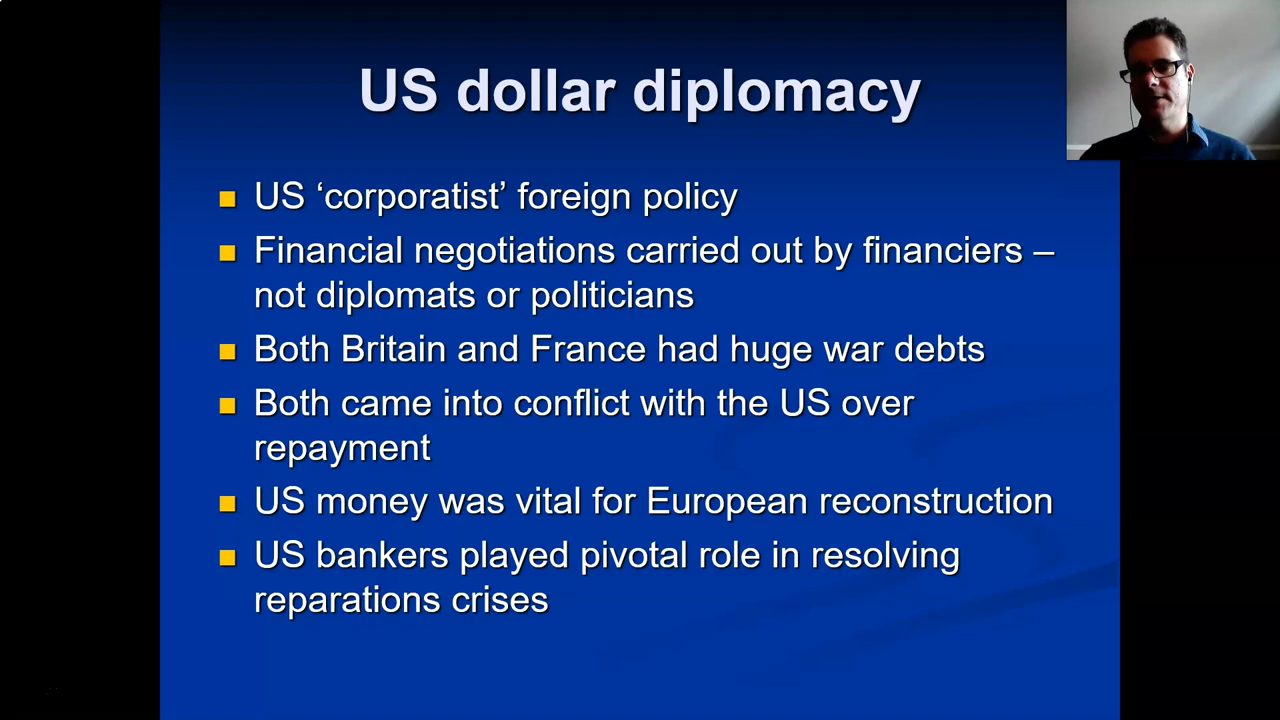 US dollar diplomacy
US ‘corporatist’ foreign policy
Financial negotiations carried out by financiers –
not diplomats or politicians
Both Britain and France had huge war debts
Both came into conflict with the US over
repayment
US money was vital for European reconstruction
US bankers played pivotal role in resolving
reparations crises